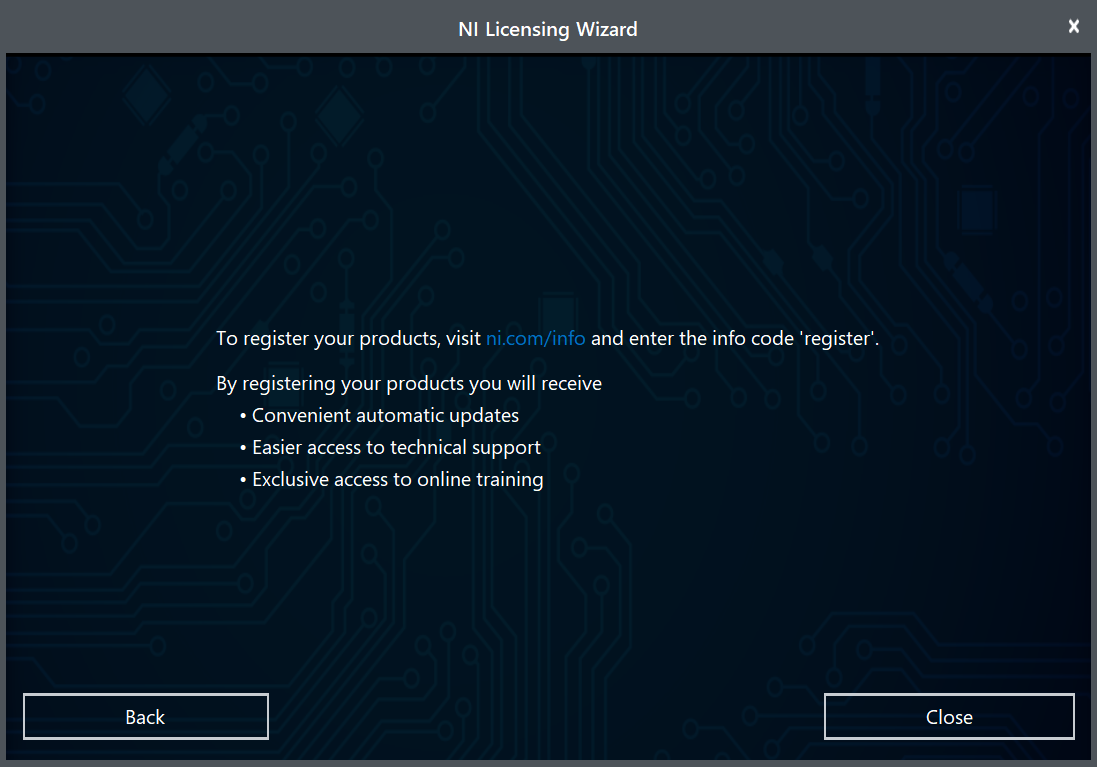 NI Licensing Wizard
x
To register your products, visit ni.com/info and enter the info code 'register'.
By registering your products you will receive
• Convenient automatic updates
• Easier access to technical support
• Exclusive access to online training
Back
Close